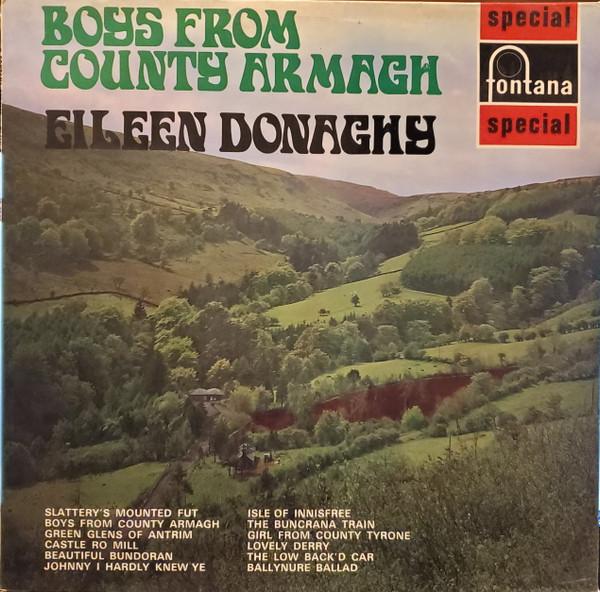 BOYS FROM
COUNTY ARMAGH
EILEEN DONAGHY
special
fontana
special
SLATTERY'S MOUNTED FUT
BOYS FROM COUNTY ARMAGH
GREEN GLENS OF ANTRIM
CASTLE RO MILL
BEAUTIFUL BUNDORAN
JOHNNY I HARDLY KNEW YE
ISLE OF INNISFREE
THE BUNCRANA TRAIN
GIRL FROM COUNTY TYRONE
LOVELY DERRY
THE LOW BACK'D CAR
BALLYNURE BALLAD